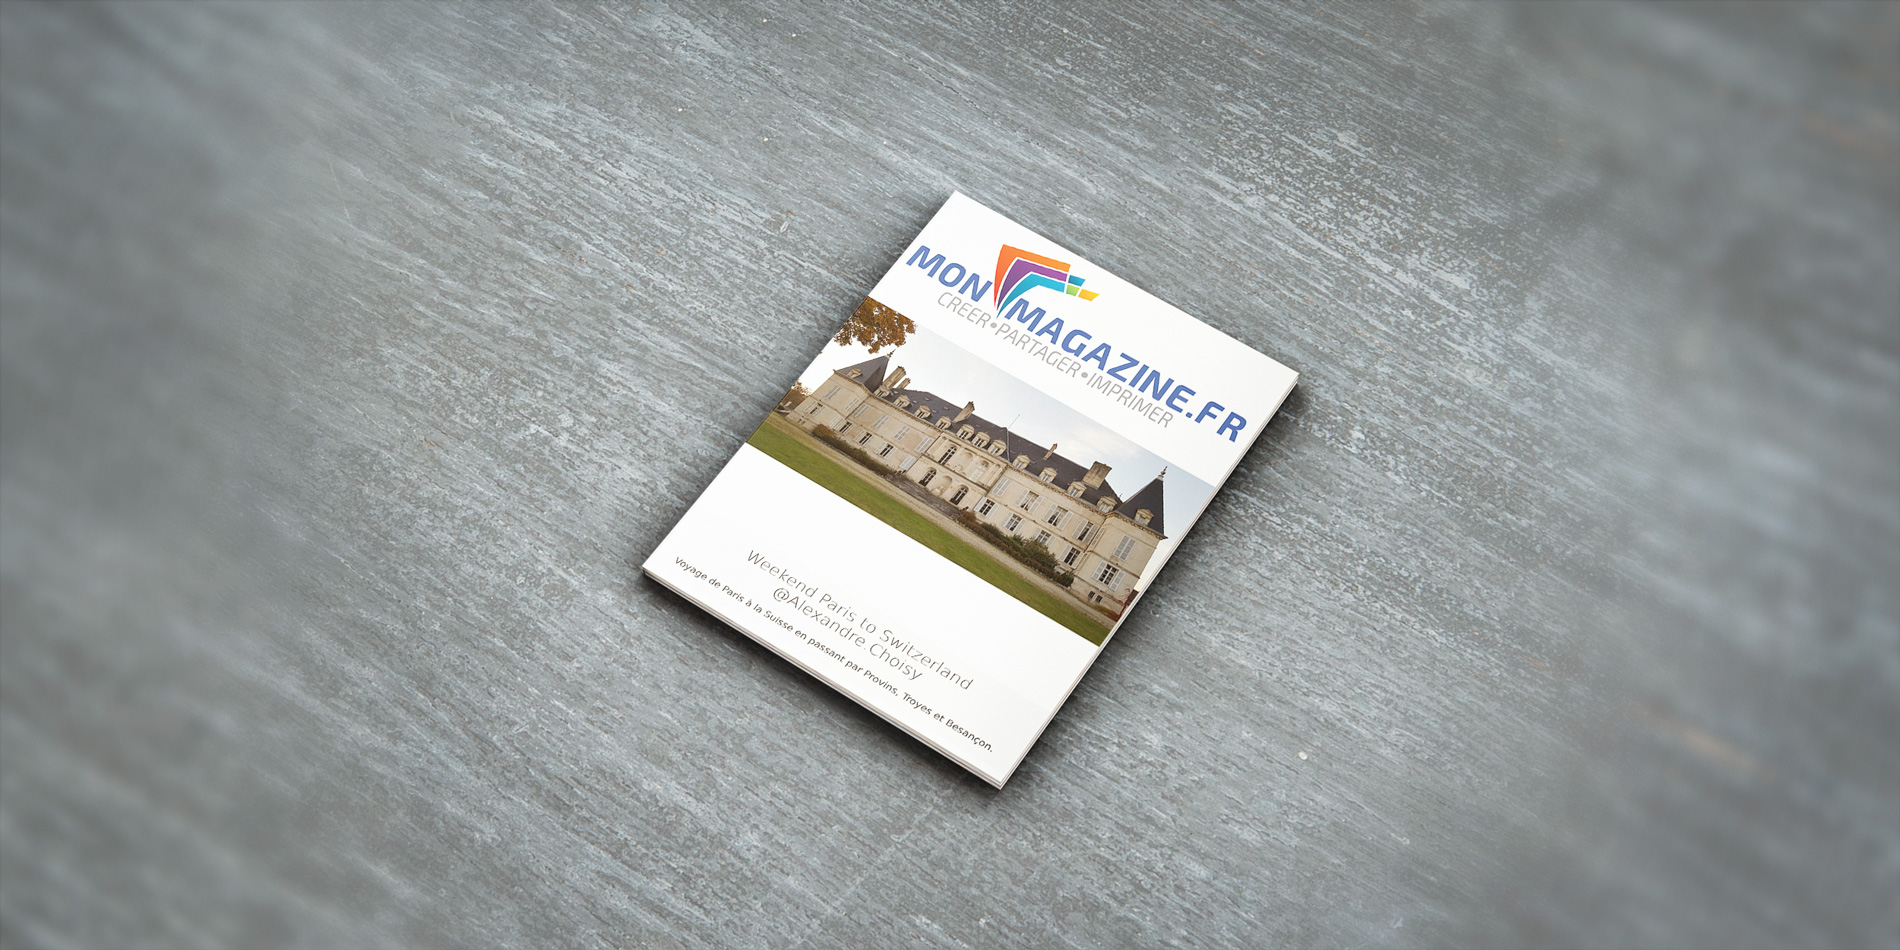 MON MAGAZINE.FR
CREER•PARTAGER•IMPRIMER
Weekend Paris to Switzerland
@Alexandre. Choisy
Voyage de Paris à la Suisse en passant par Provins, Troyes et Besançon.